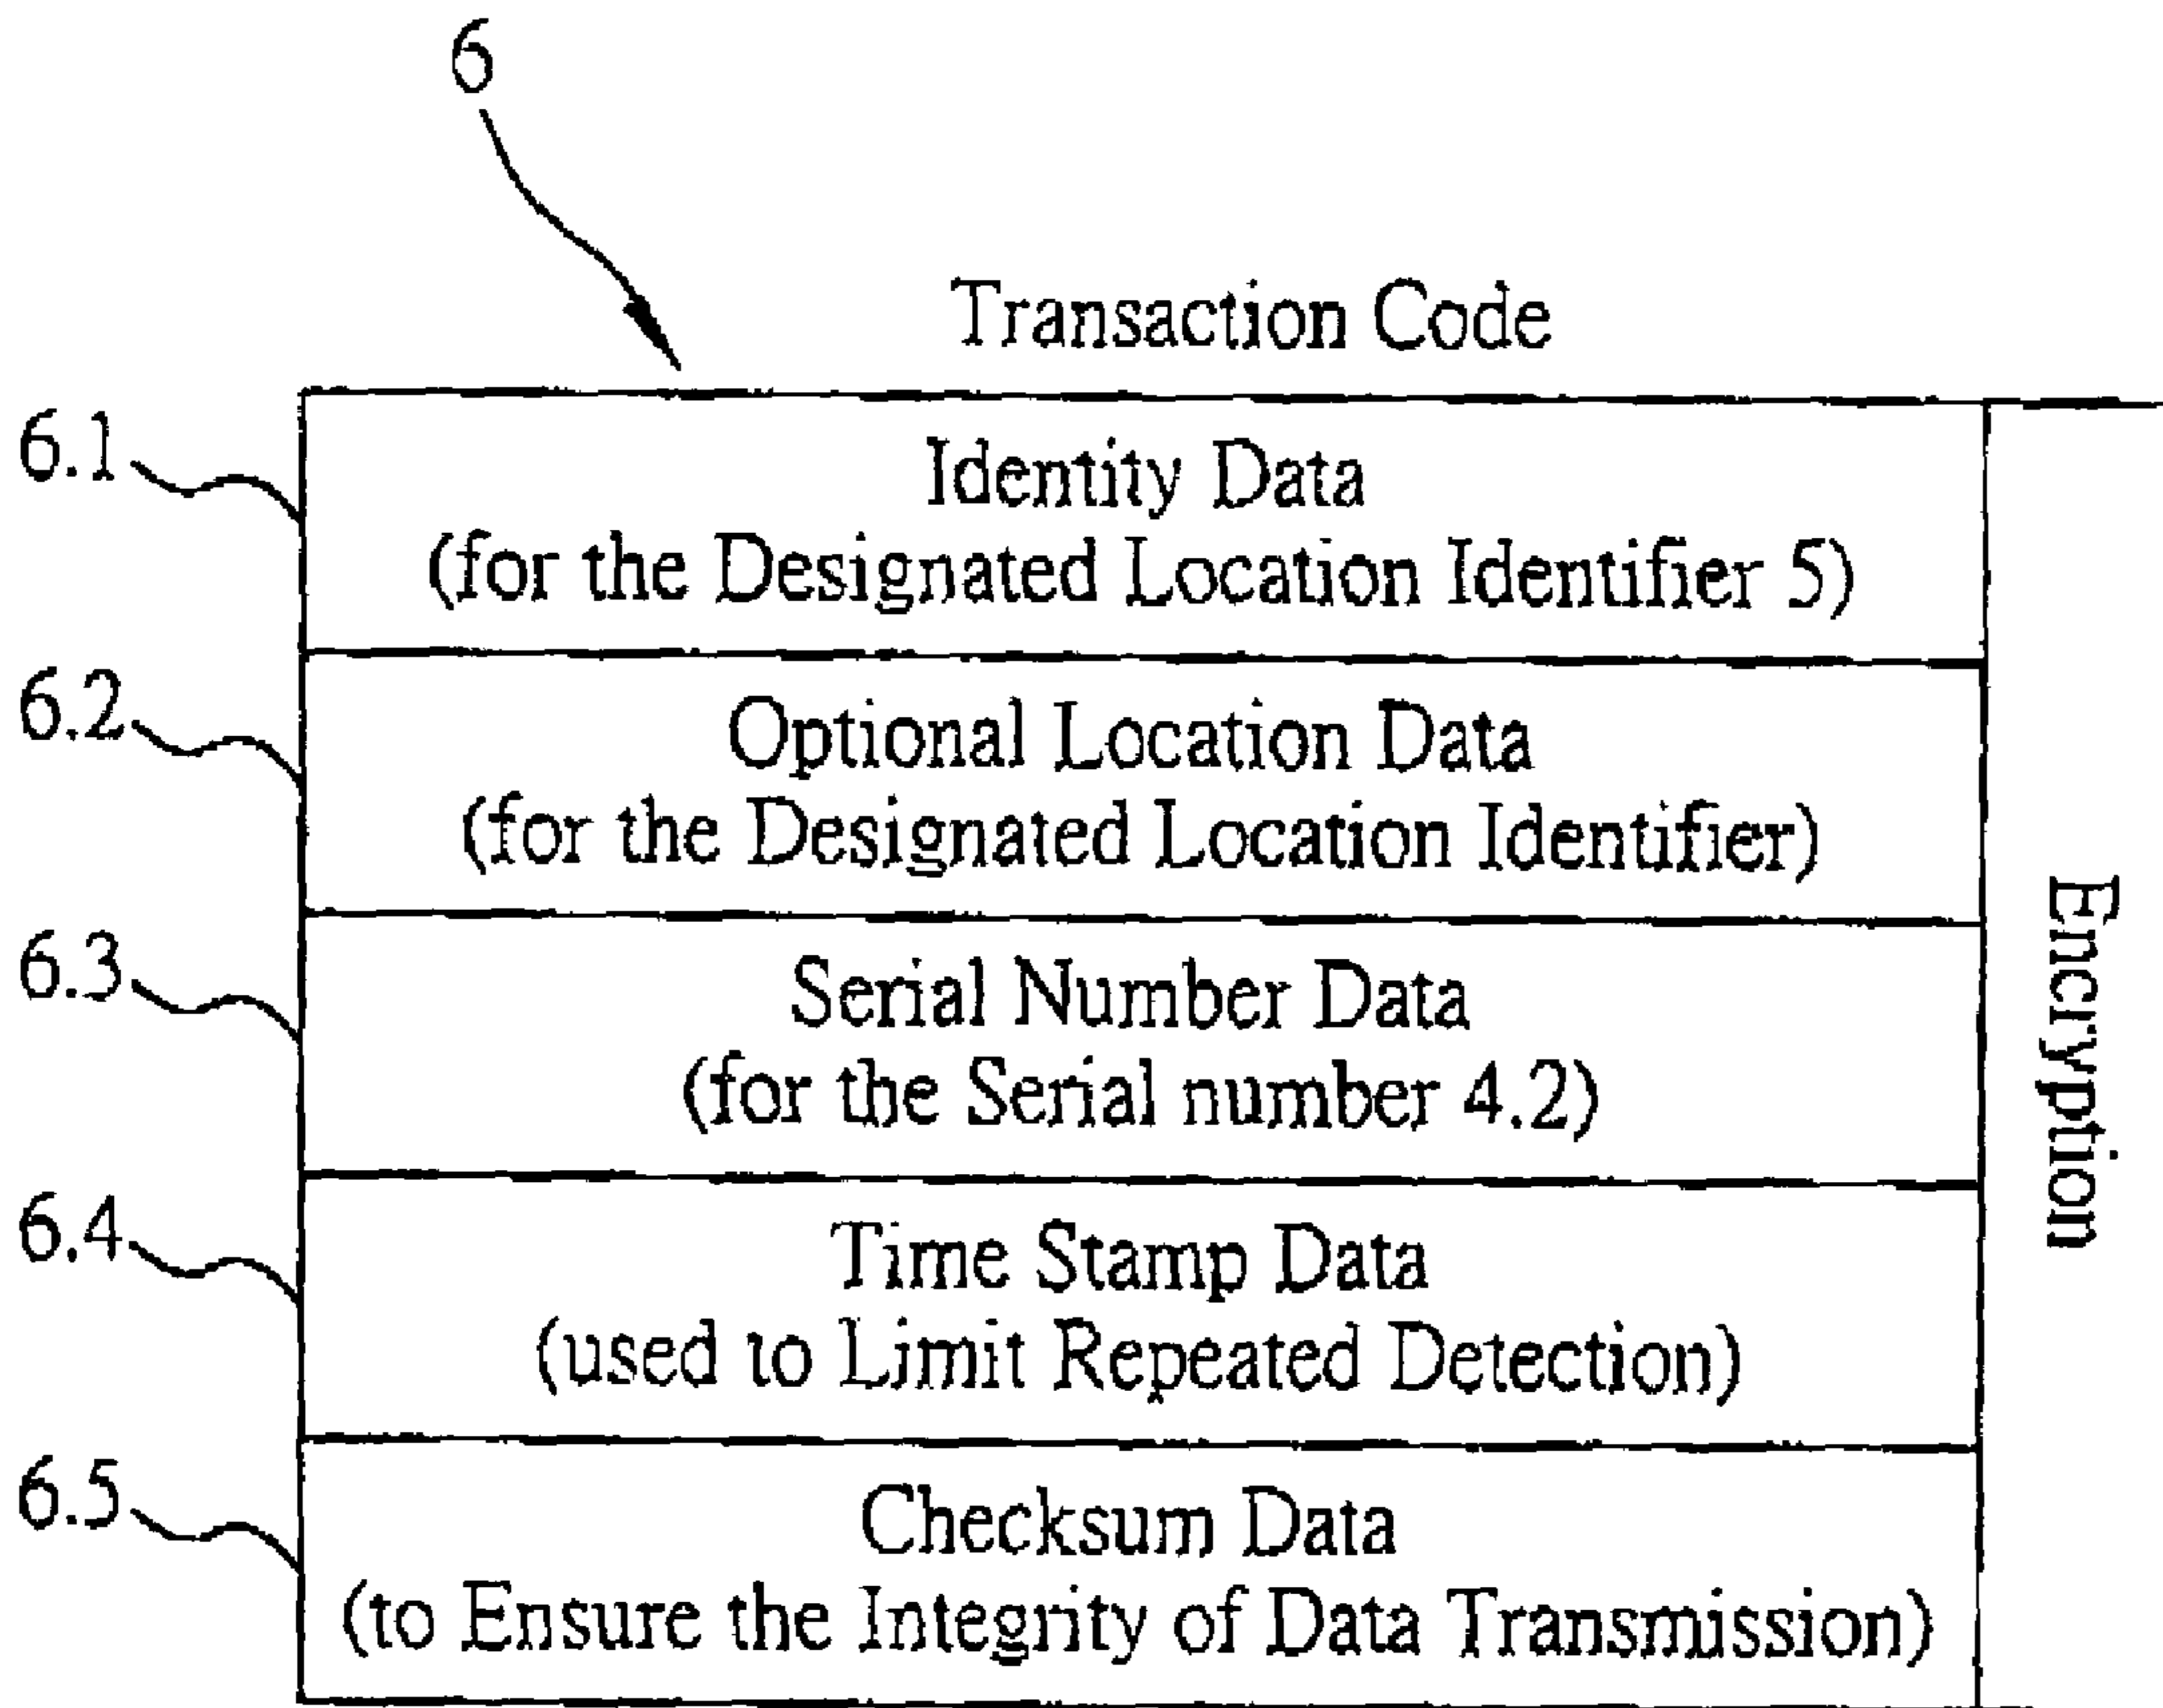 6
Transaction Code
6.1
Identity Data
(for the Designated Location Identifier 5)
6.2
Optional Location Data
(for the Designated Location Identifier)
6.3
Serial Number Data
(for the Serial number 4.2)
6.4
Time Stamp Data
(used to Limit Repeated Detection)
6.5
Checksum Data
(to Ensure the Integrity of Data Transmission)
Encryption